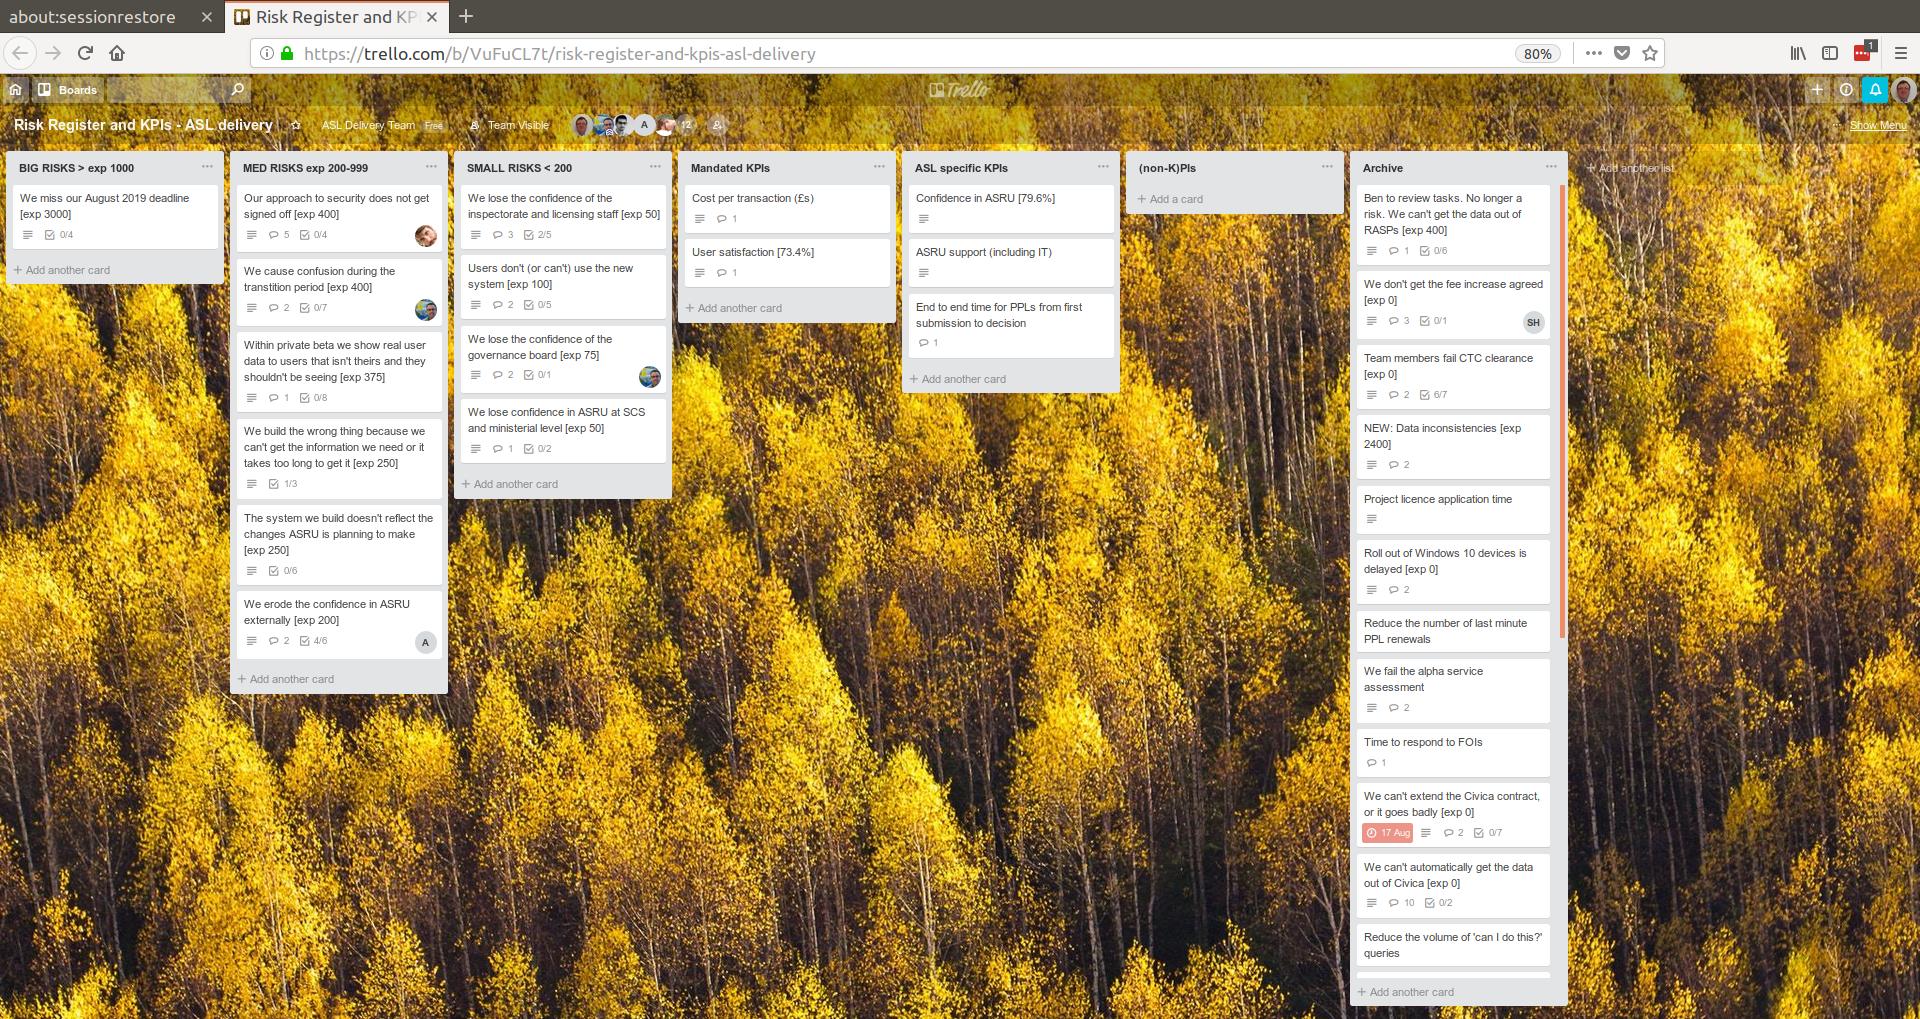 about:sessionrestore
Risk Register and KP
https://trello.com/b/VuFuCL7t/risk-register-and-kpis-asl-delivery
80%
1
Boards
Trello
Risk Register and KPIs - ASL delivery
ASL Delivery Team
Free
Team Visible
A
12
Show Menu
BIG RISKS > exp 1000
We miss our August 2019 deadline
[exp 3000]
0/4
+ Add another card
MED RISKS exp 200-999
Our approach to security does not get
signed off [exp 400]
5 0/4
We cause confusion during the
transtition period [exp 400]
2 0/7
Within private beta we show real user
data to users that isn't theirs and they
shouldn't be seeing [exp 375]
1 0/8
We build the wrong thing because we
can't get the information we need or it
takes too long to get it [exp 250]
1/3
The system we build doesn't reflect the
changes ASRU is planning to make
[exp 250]
0/6
We erode the confidence in ASRU
externally [exp 200]
2 4/6
A
+ Add another card
SMALL RISKS < 200
We lose the confidence of the
inspectorate and licensing staff [exp 50]
3 2/5
Users don't (or can't) use the new
system [exp 100]
2 0/5
We lose the confidence of the
governance board [exp 75]
2 0/1
We lose confidence in ASRU at SCS
and ministerial level [exp 50]
1 0/2
+ Add another card
Mandated KPIs
Cost per transaction (£s)
1
User satisfaction [73.4%]
1
+ Add another card
ASL specific KPIs
Confidence in ASRU [79.6%]
ASRU support (including IT)
End to end time for PPLs from first
submission to decision
1
+ Add another card
(non-K)PIs
+ Add a card
Archive
Ben to review tasks. No longer a
risk. We can't get the data out of
RASPs [exp 400]
1 0/6
We don't get the fee increase agreed
[exp 0]
3 0/1
SH
Team members fail CTC clearance
[exp 0]
2 6/7
NEW: Data inconsistencies [exp
2400]
2
Project licence application time
Roll out of Windows 10 devices is
delayed [exp 0]
2
Reduce the number of last minute
PPL renewals
We fail the alpha service
assessment
2
Time to respond to FOIs
1
We can't extend the Civica contract,
or it goes badly [exp 0]
17 Aug 2 0/7
We can't automatically get the data
out of Civica [exp 0]
10 0/2
Reduce the volume of 'can I do this?'
queries
+ Add another card
+ Add another list